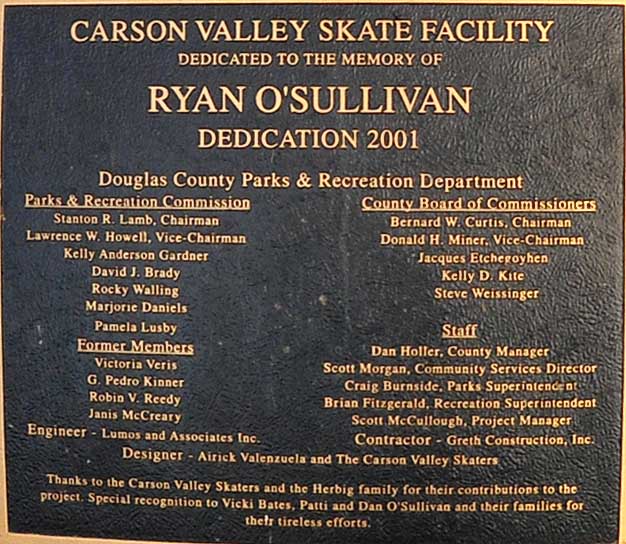 CARSON VALLEY SKATE FACILITY
DEDICATED TO THE MEMORY OF
RYAN O'SULLIVAN
DEDICATION 2001
Douglas County Parks & Recreation Department
Parks & Recreation Commission
Stanton R. Lamb, Chairman
Lawrence W. Howell, Vice-Chairman
Kelly Anderson Gardner
David J. Brady
Rocky Walling
Marjorie Daniels
Pamela Lusby
Former Members
Victoria Veris
G. Pedro Kinner
Robin V. Reedy
Janis McCreary
County Board of Commissioners
Bernard W. Curtis, Chairman
Donald H. Miner, Vice-Chairman
Jacques Etchegoyhen
Kelly D. Kite
Steve Weissinger
Staff
Dan Holler, County Manager
Scott Morgan, Community Services Director
Craig Burnside, Parks Superintendent
Brian Fitzgerald, Recreation Superintendent
Scott McCullough, Project Manager
Engineer - Lumos and Associates Inc.
Contractor - Greth Construction, Inc.
Designer - Airick Valenzuela and The Carson Valley Skaters
Thanks to the Carson Valley Skaters and the Herbig family for their contributions to the
project. Special recognition to Vicki Bates, Patti and Dan O'Sullivan and their families for
their tireless efforts.